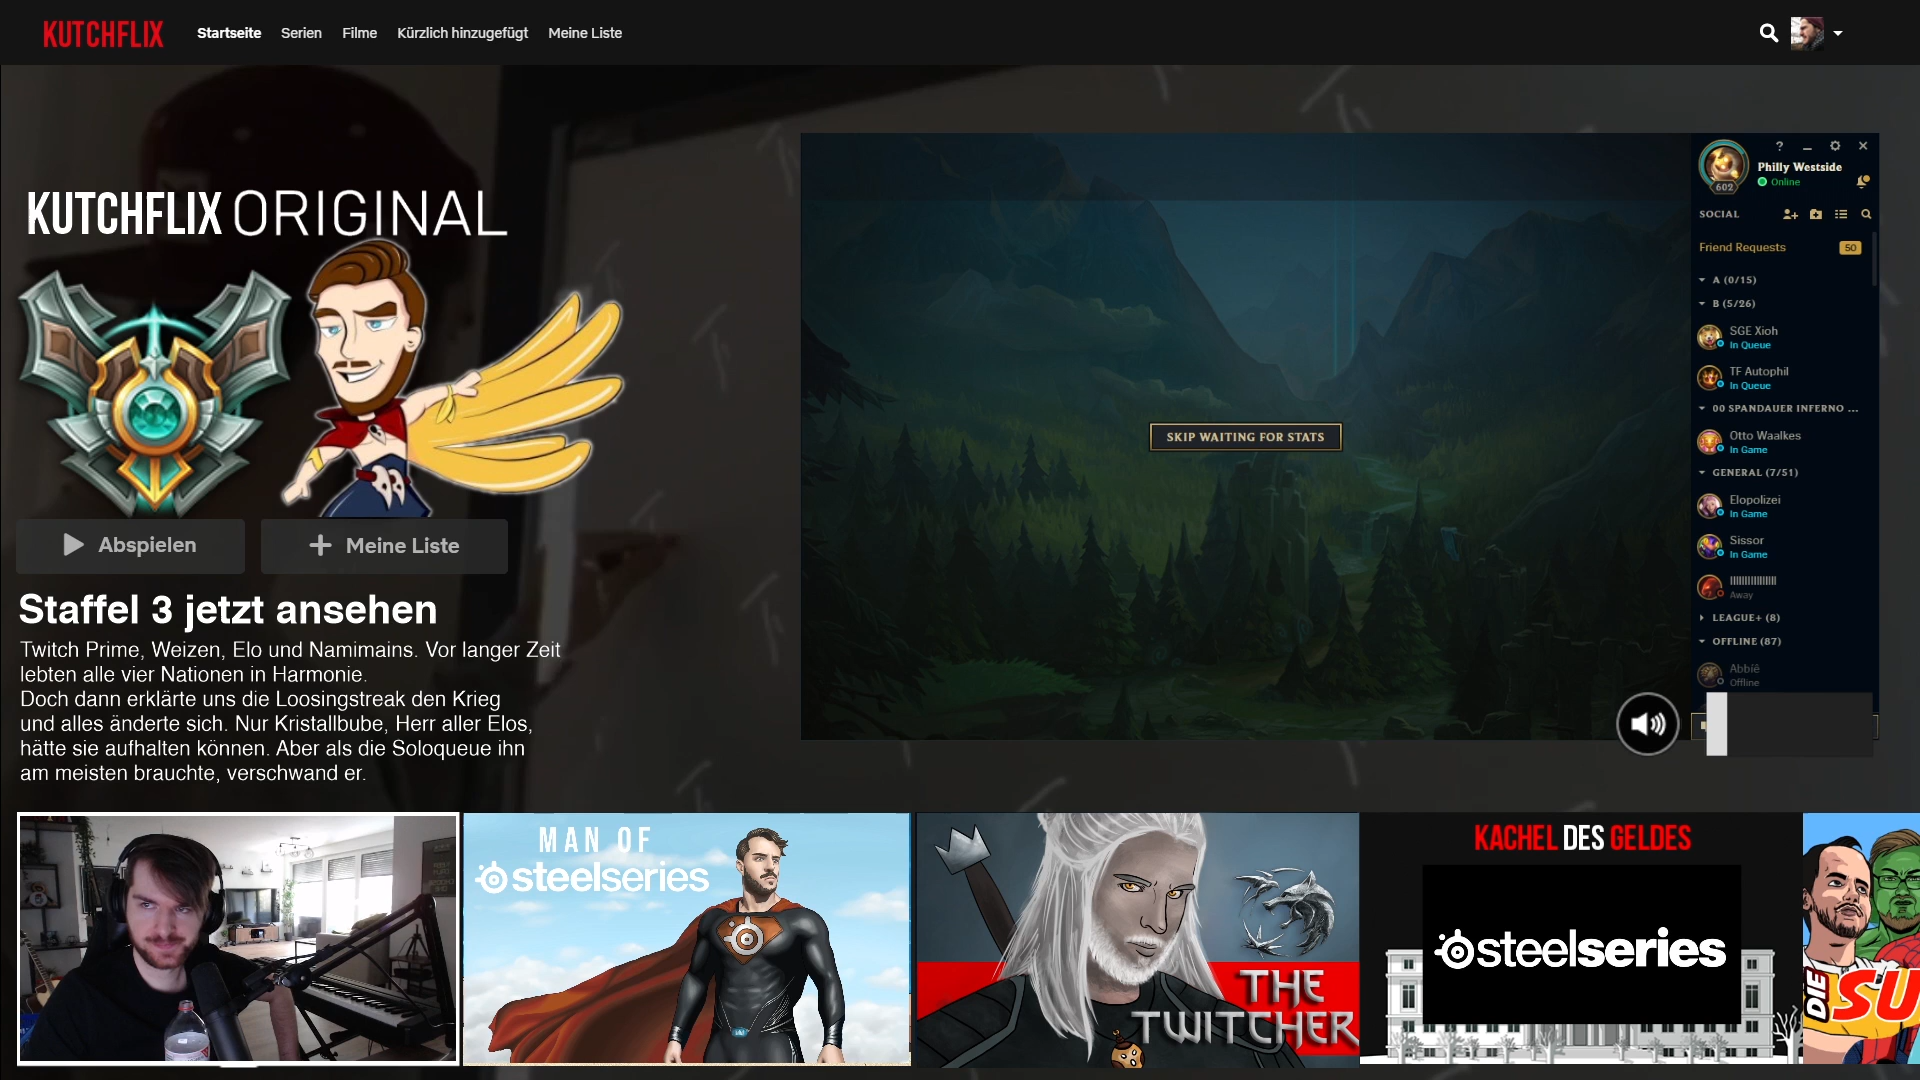 KUTCHFLIX
Startseite
Serien
Filme
Kürzlich hinzugefügt
Meine Liste
KUTCHFLIX ORIGINAL
Abspielen
Meine Liste
Staffel 3 jetzt ansehen
Twitch Prime, Weizen, Elo und Namimains. Vor langer Zeit
lebten alle vier Nationen in Harmonie.
Doch dann erklärte uns die Loosingstreak den Krieg
und alles änderte sich. Nur Kristallbube, Herr aller Elos,
hätte sie aufhalten können. Aber als die Soloqueue ihn
am meisten brauchte, verschwand er.
SKIP WAITING FOR STATS
602
Philly Westside
Online
SOCIAL
Friend Requests
50
A (0/15)
B (5/26)
SGE Xioh
In Queue
TF Autophil
In Queue
00 SPANDAUER INFERNO ...
Otto Waalkes
In Game
GENERAL (7/51)
Elopolizei
In Game
Sissor
In Game
Away
LEAGUE+ (8)
OFFLINE (87)
Abbíê
Offline
MAN OF
steelseries
THE
TWITCHER
KACHEL DES GELDES
steelseries
DIE
SU